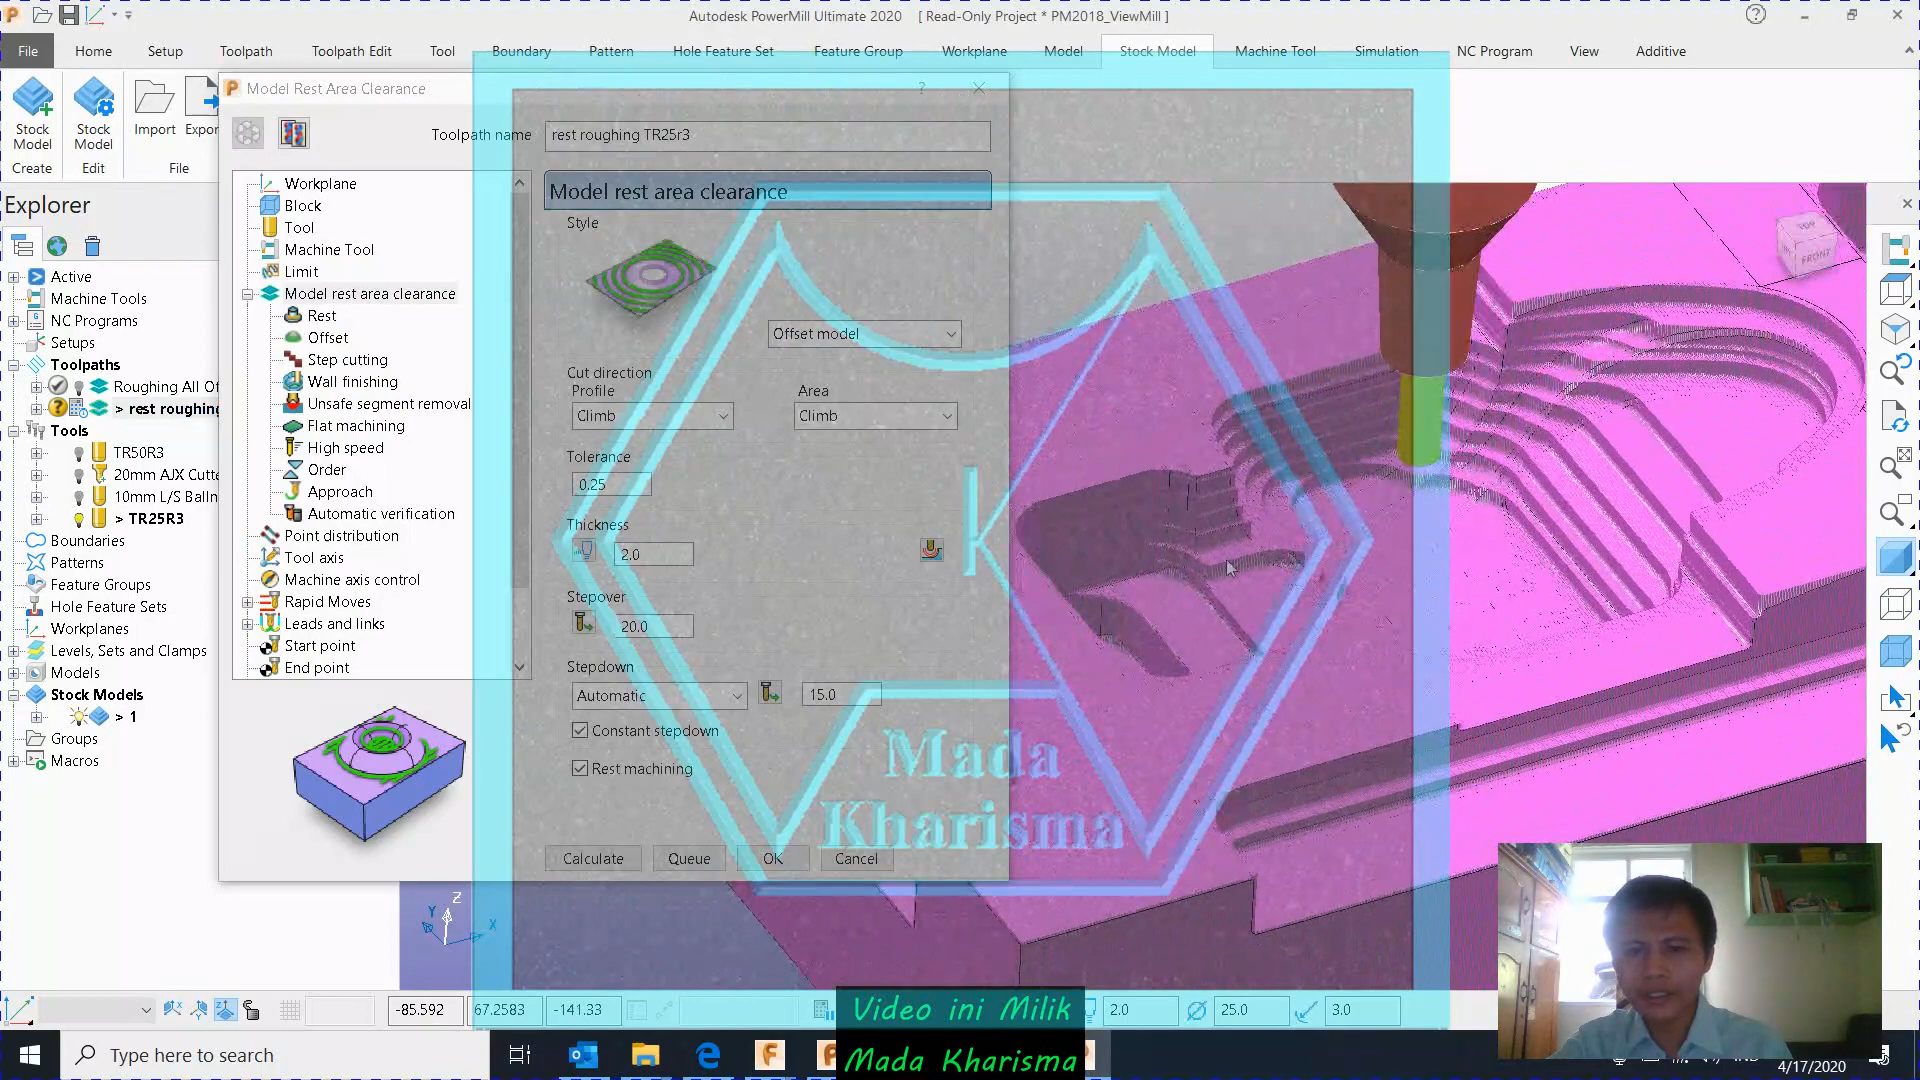 Autodesk PowerMill Ultimate 2020 [ Read-Only Project * PM2018_ViewMill ]
File Home Setup Toolpath Toolpath Edit Tool Boundary Pattern Hole Feature Set Feature Group Workplane Model Stock Model Machine Tool Simulation NC Program View Additive
Stock Model
Create
Stock Model
Edit
Import
File
Explorer
Active
Machine Tools
NC Programs
Setups
Toolpaths
Roughing All Of
> rest roughing
Tools
TR50R3
20mm AJX Cutte
10mm L/S Balln
> TR25R3
Boundaries
Patterns
Feature Groups
Hole Feature Sets
Workplanes
Levels, Sets and Clamps
Models
Stock Models
> 1
Groups
Macros
Model Rest Area Clearance
Toolpath name rest roughing TR25r3
Workplane
Block
Tool
Machine Tool
Limit
Model rest area clearance
Rest
Offset
Step cutting
Wall finishing
Unsafe segment removal
Flat machining
High speed
Order
Approach
Automatic verification
Point distribution
Tool axis
Machine axis control
Rapid Moves
Leads and links
Start point
End point
Model rest area clearance
Style
Offset model
Cut direction
Profile Area
Climb Climb
Tolerance
0.25
Thickness
2.0
Stepover
20.0
Stepdown
Automatic 15.0
Constant stepdown
Rest machining
Calculate Queue OK Cancel
K
Mada
Kharisma
FRONT
Z
Y
X
-85.592 67.2583 -141.33 2.0 25.0 3.0
Video ini Milik
Mada Kharisma
Type here to search
4/17/2020